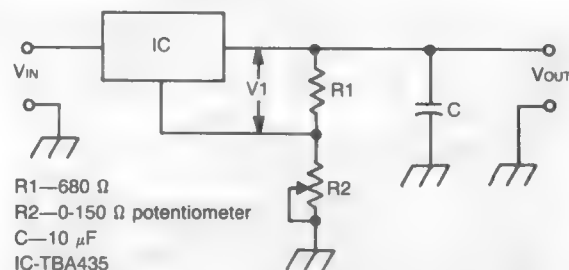 IC
VIN
V1
R1
C
VOUT
R2
R1—680 Ω
R2—0-150 Ω potentiometer
C—10 μF
IC-TBA435